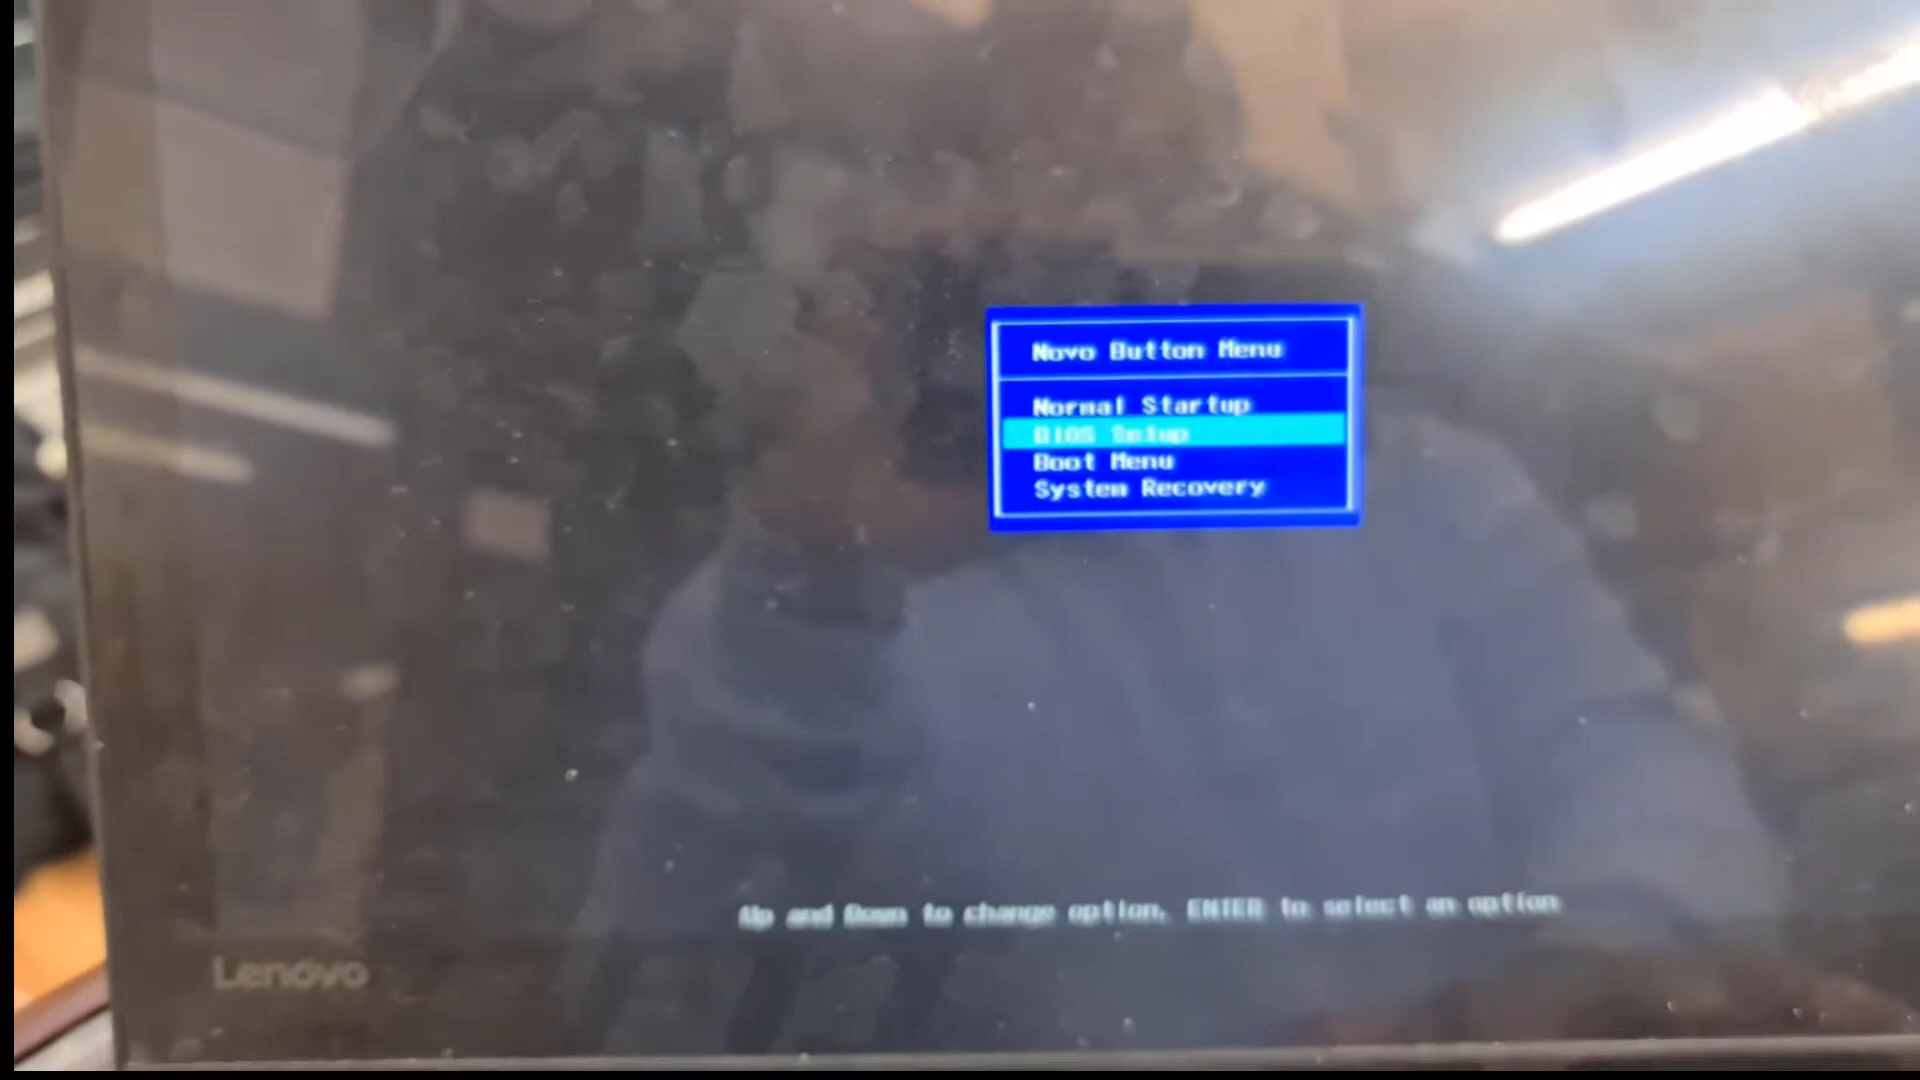 Novo Button Menu
Normal Startup
BIOS Setup
Boot Menu
System Recovery
Up and Down to change option, ENTER to select an option
Lenovo